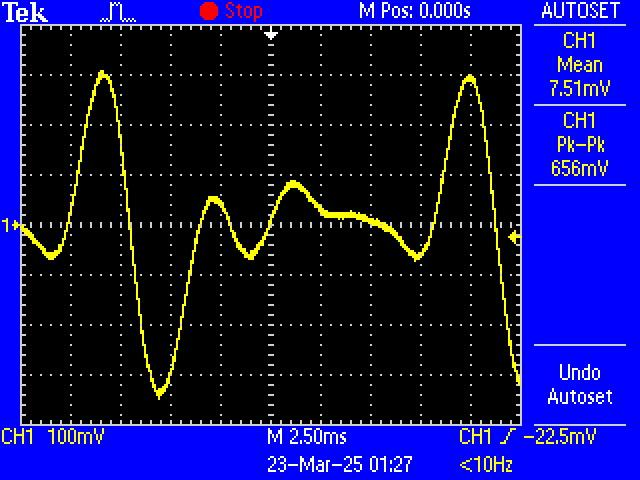 Tek Stop M Pos: 0.000s AUTOSET
CH1
Mean
7.51mV
CH1
Pk-Pk
656mV
1
Undo
Autoset
CH1 100mV M 2.50ms CH1 -22.5mV
23-Mar-25 01:27 <10Hz